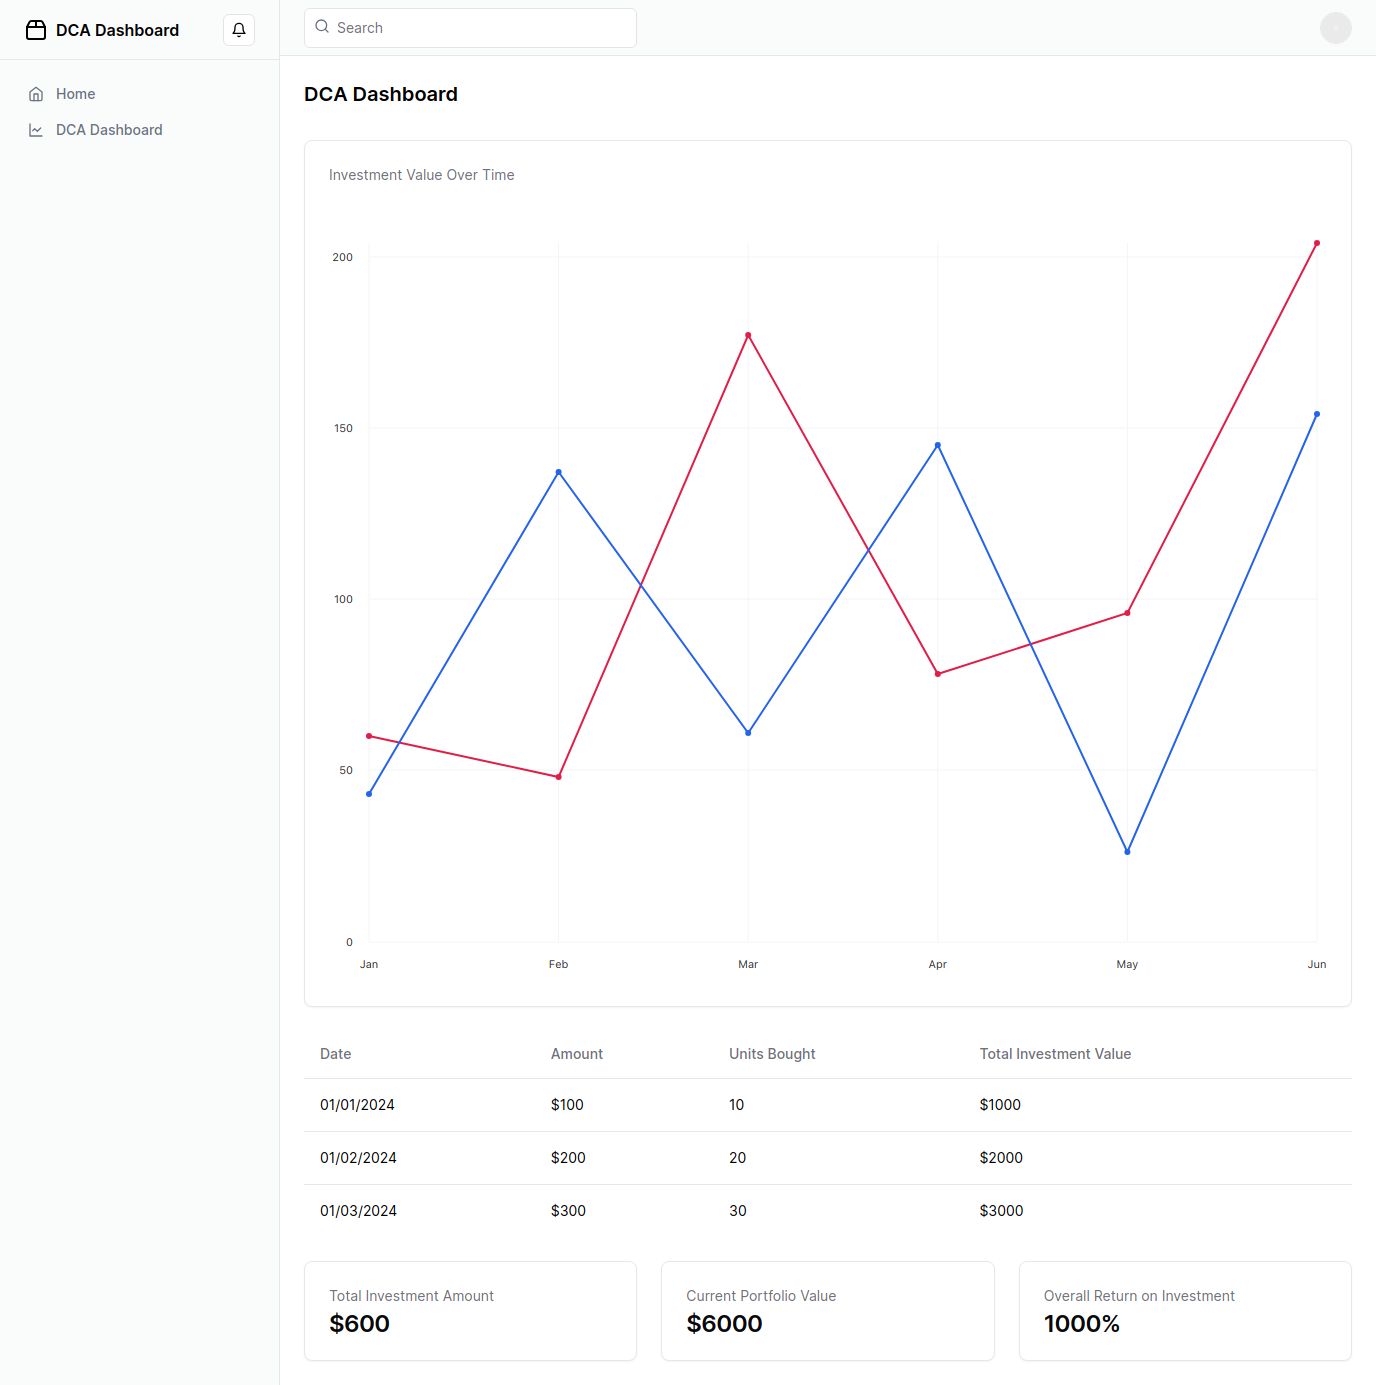 DCA Dashboard
Search
Home
DCA Dashboard
DCA Dashboard
Investment Value Over Time
200
150
100
50
0
Jan Feb Mar Apr May Jun
Date Amount Units Bought Total Investment Value
01/01/2024 $100 10 $1000
01/02/2024 $200 20 $2000
01/03/2024 $300 30 $3000
Total Investment Amount
$600
Current Portfolio Value
$6000
Overall Return on Investment
1000%